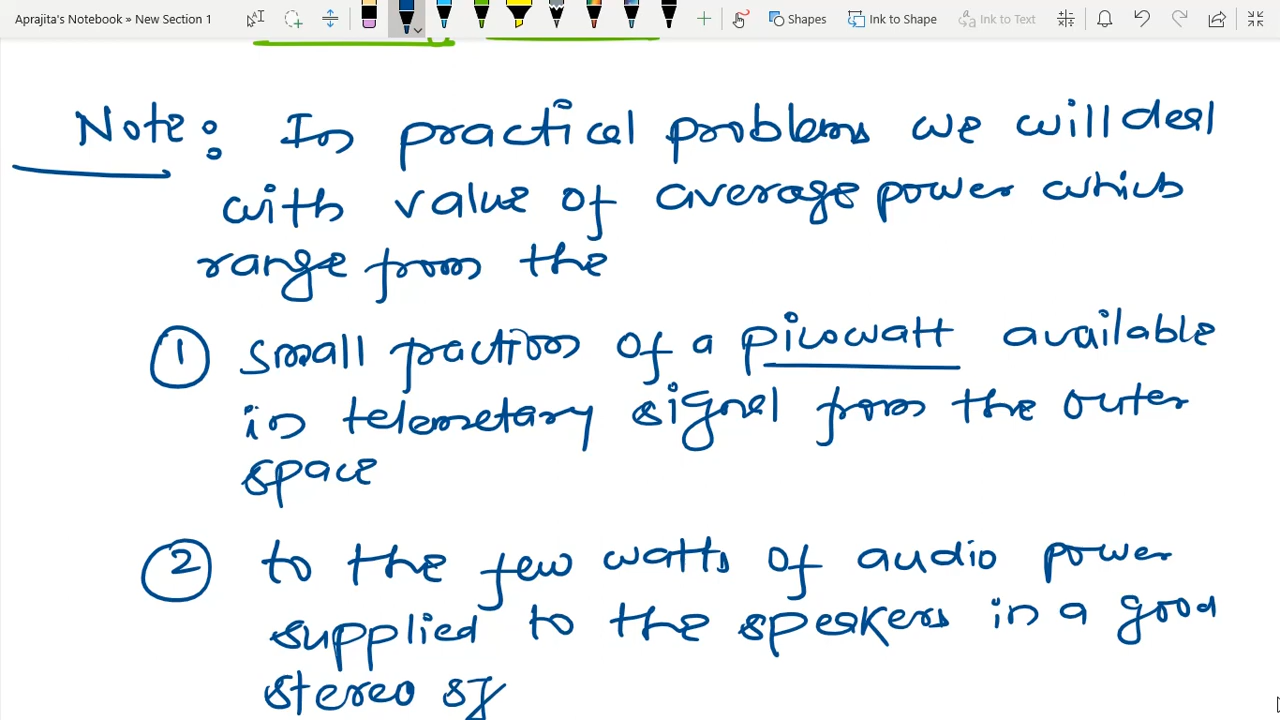 Aprajita's Notebook » New Section 1
Shapes
Ink to Shape
Ink to Text
Note: In practical problems we will deal
with value of average power which
range from the
1 small fraction of a picowatt available
in telemetary signal from the outer
space
2 to the few watts of audio power
supplied to the speakers in a good
stereo sy